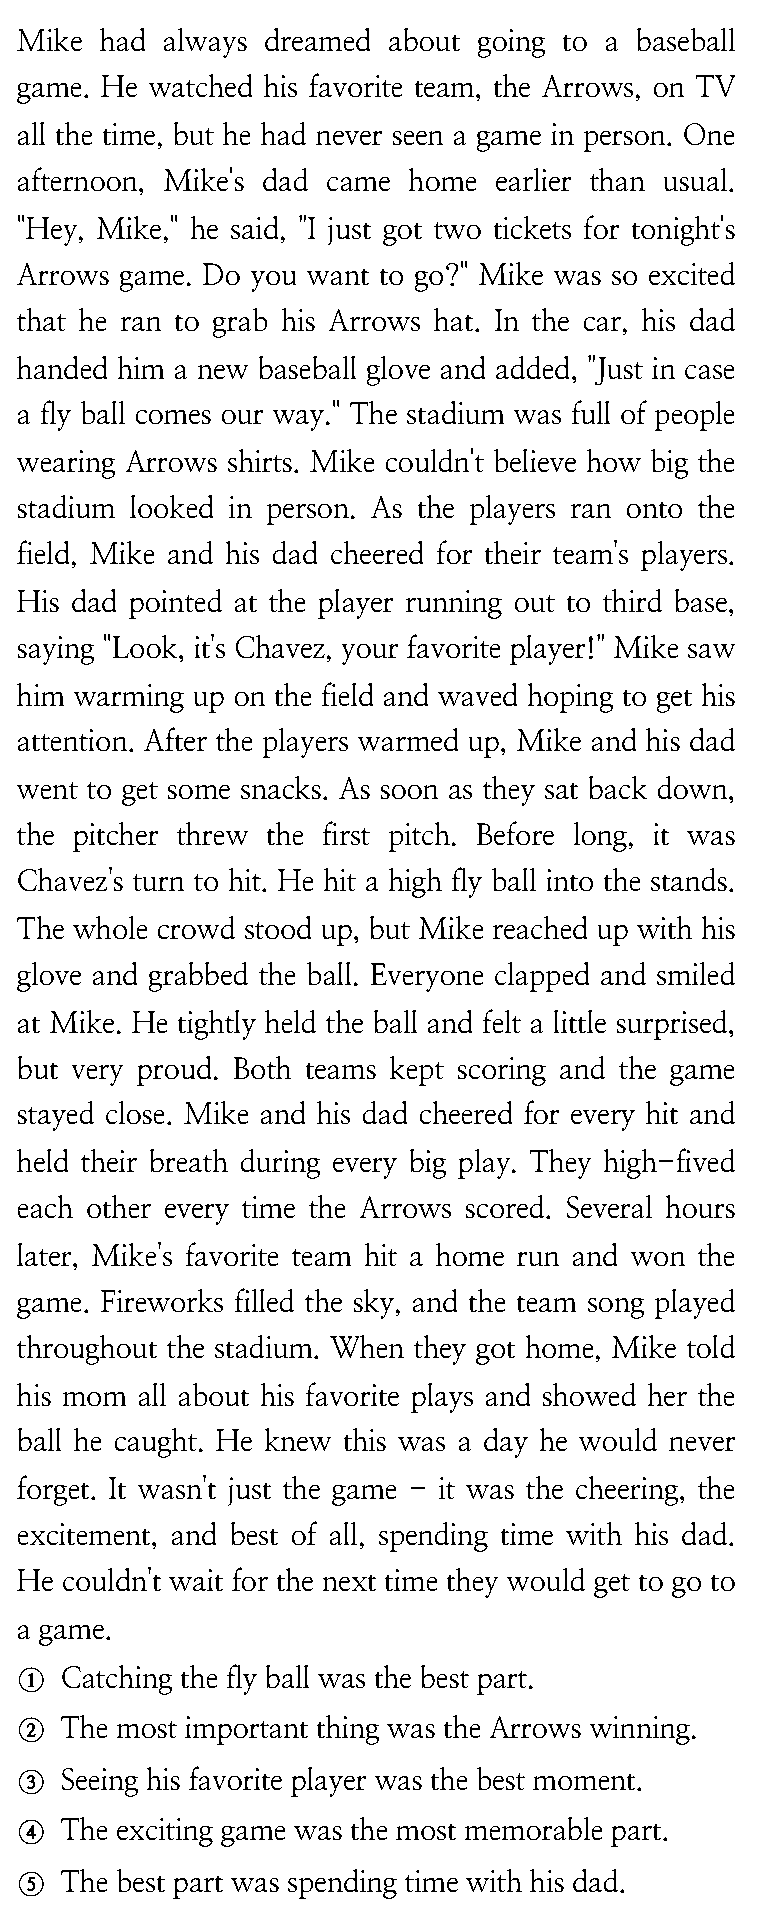 Mike had always dreamed about going to a baseball
game. He watched his favorite team, the Arrows, on TV
all the time, but he had never seen a game in person. One
afternoon, Mike's dad came home earlier than usual.
"Hey, Mike," he said, "I just got two tickets for tonight's
Arrows game. Do you want to go?" Mike was so excited
that he ran to grab his Arrows hat. In the car, his dad
handed him a new baseball glove and added, "Just in case
a fly ball comes our way." The stadium was full of people
wearing Arrows shirts. Mike couldn't believe how big the
stadium looked in person. As the players ran onto the
field, Mike and his dad cheered for their team's players.
His dad pointed at the player running out to third base,
saying "Look, it's Chavez, your favorite player!" Mike saw
him warming up on the field and waved hoping to get his
attention. After the players warmed up, Mike and his dad
went to get some snacks. As soon as they sat back down,
the pitcher threw the first pitch. Before long, it was
Chavez's turn to hit. He hit a high fly ball into the stands.
The whole crowd stood up, but Mike reached up with his
glove and grabbed the ball. Everyone clapped and smiled
at Mike. He tightly held the ball and felt a little surprised,
but very proud. Both teams kept scoring and the game
stayed close. Mike and his dad cheered for every hit and
held their breath during every big play. They high-fived
each other every time the Arrows scored. Several hours
later, Mike's favorite team hit a home run and won the
game. Fireworks filled the sky, and the team song played
throughout the stadium. When they got home, Mike told
his mom all about his favorite plays and showed her the
ball he caught. He knew this was a day he would never
forget. It wasn't just the game - it was the cheering, the
excitement, and best of all, spending time with his dad.
He couldn't wait for the next time they would get to go to
a game.
① Catching the fly ball was the best part.
② The most important thing was the Arrows winning.
③ Seeing his favorite player was the best moment.
④ The exciting game was the most memorable part.
⑤ The best part was spending time with his dad.